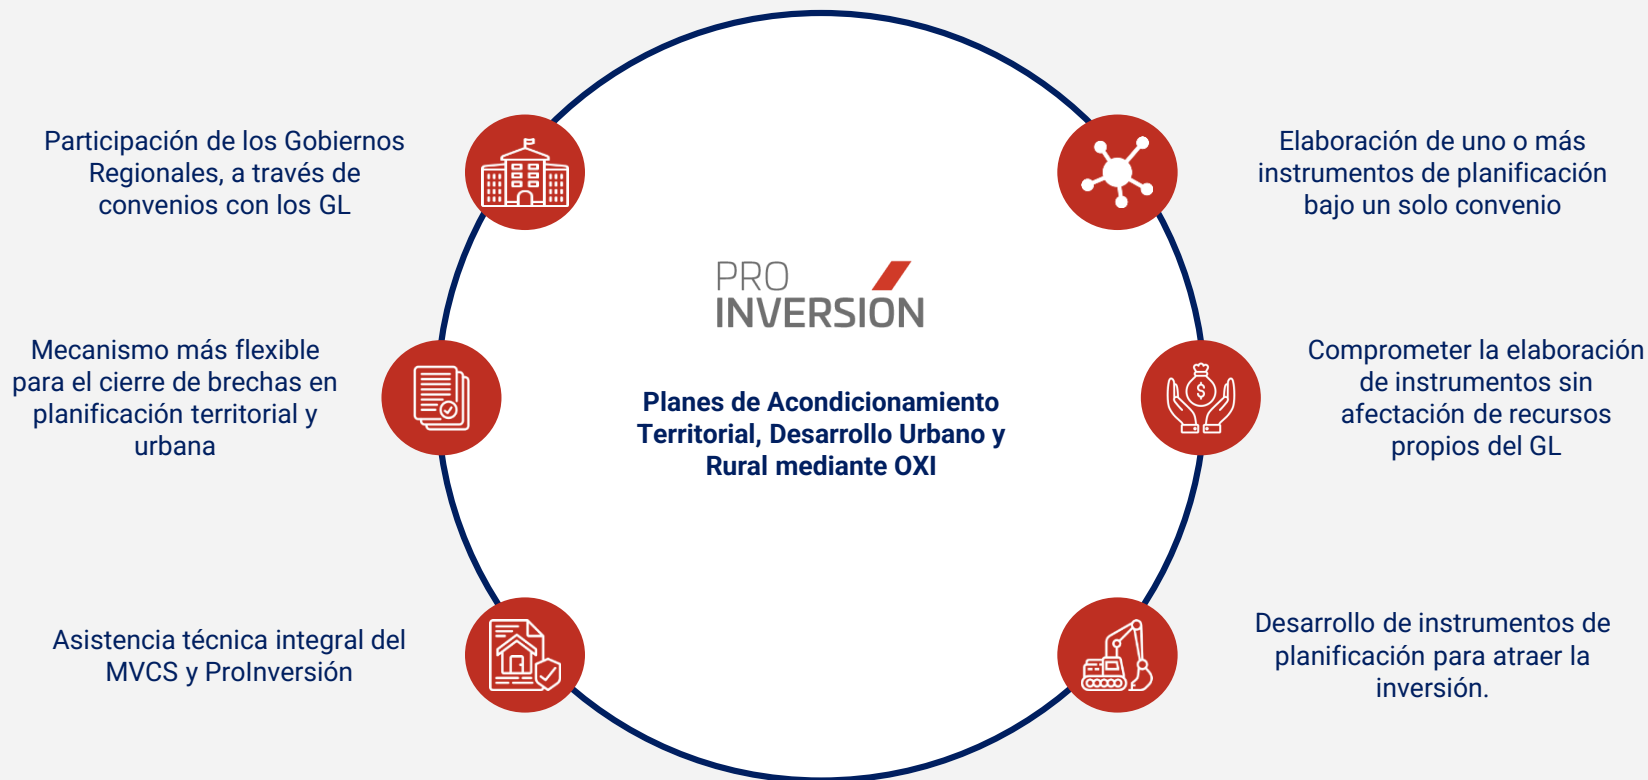 Participación de los Gobiernos
Regionales, a través de
convenios con los GL
Mecanismo más flexible
para el cierre de brechas en
planificación territorial y
urbana
Asistencia técnica integral del
MVCS y ProInversión
PRO
INVERSIÓN
Planes de Acondicionamiento
Territorial, Desarrollo Urbano y
Rural mediante OXI
Elaboración de uno o más
instrumentos de planificación
bajo un solo convenio
Comprometer la elaboración
de instrumentos sin
afectación de recursos
propios del GL
$
Desarrollo de instrumentos de
planificación para atraer la
inversión.